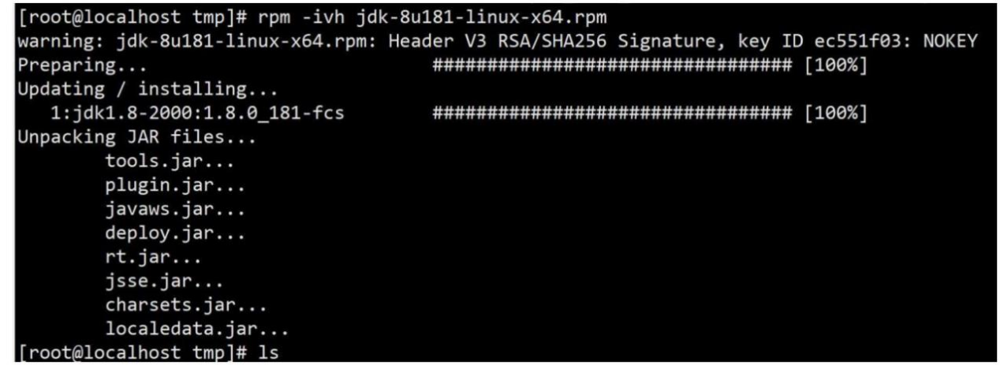 [root@localhost tmp]# rpm -ivh jdk-8u181-linux-x64.rpm
warning: jdk-8u181-linux-x64.rpm: Header V3 RSA/SHA256 Signature, key ID ec551f03: NOKEY
Preparing...                          ################################# [100%]
Updating / installing...
   1:jdk1.8-2000:1.8.0_181-fcs        ################################# [100%]
Unpacking JAR files...
        tools.jar...
        plugin.jar...
        javaws.jar...
        deploy.jar...
        rt.jar...
        jsse.jar...
        charsets.jar...
        localedata.jar...
[root@localhost tmp]# ls